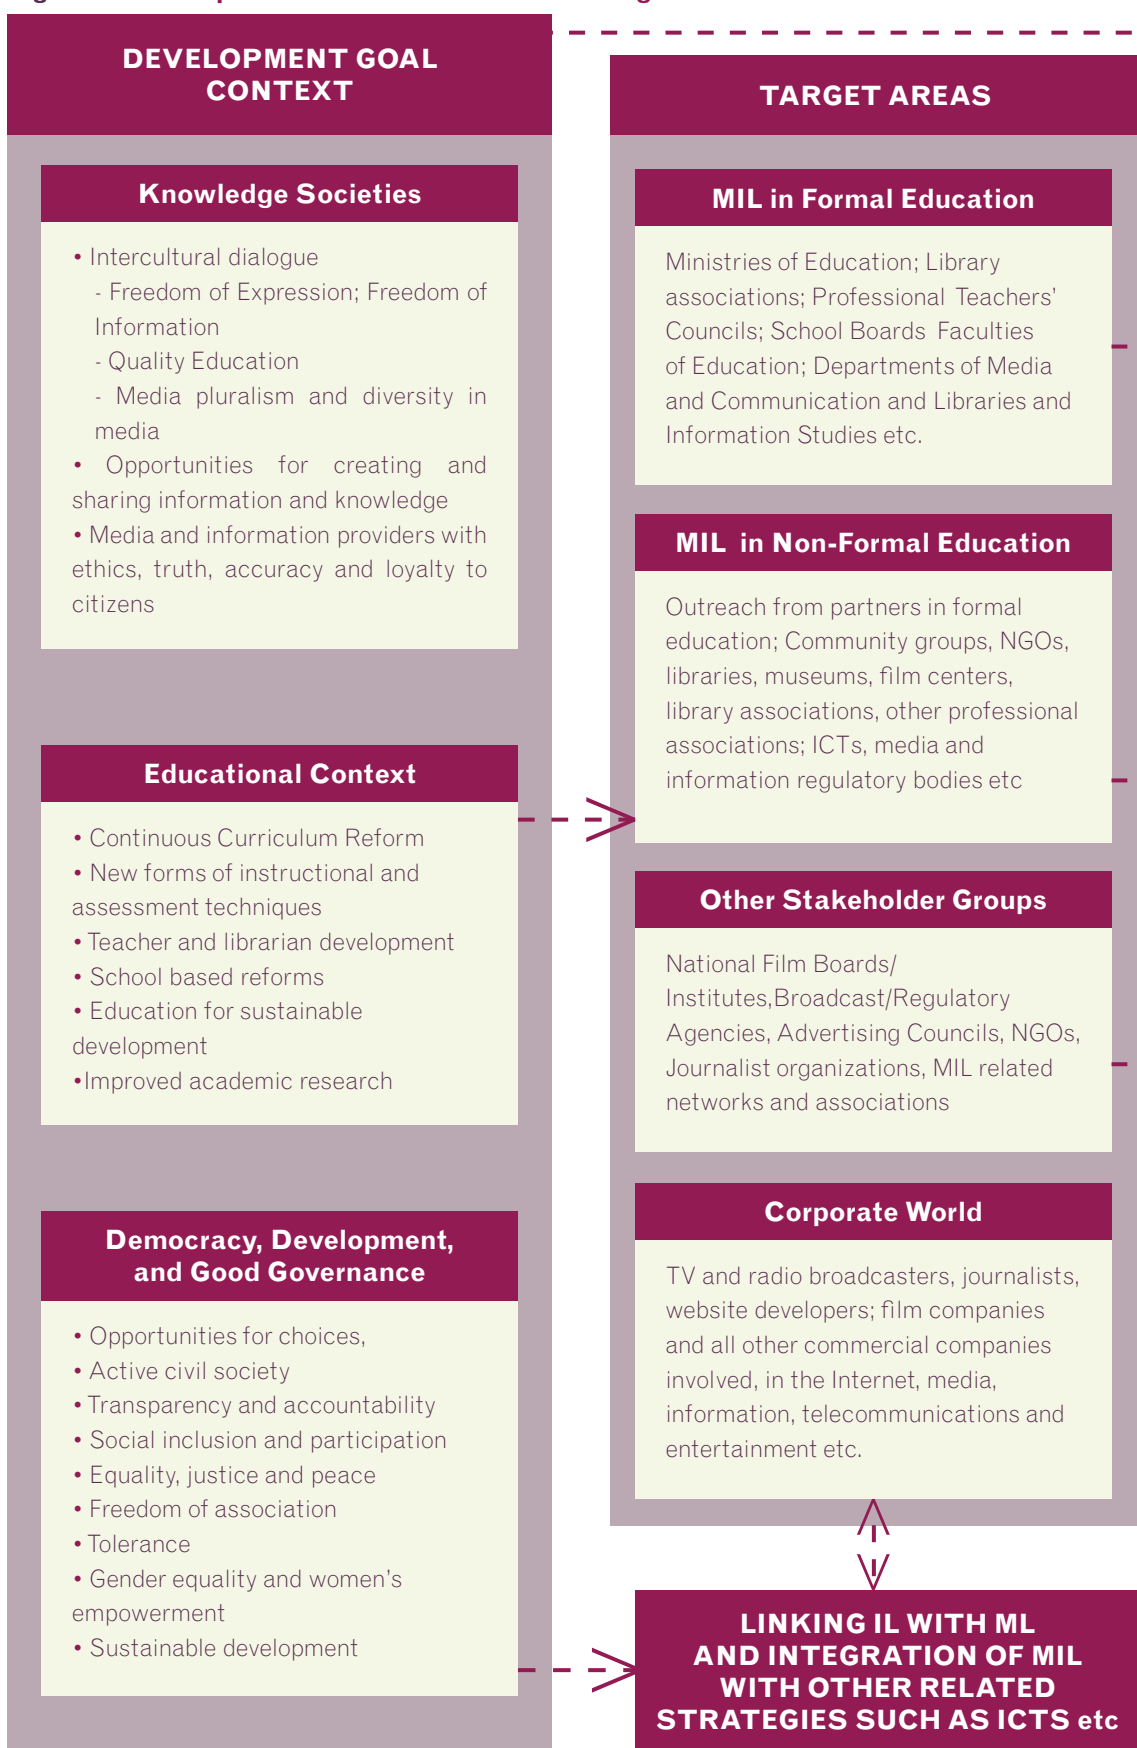 DEVELOPMENT GOAL
CONTEXT
Knowledge Societies
• Intercultural dialogue
- Freedom of Expression; Freedom of
Information
- Quality Education
- Media pluralism and diversity in
media
• Opportunities for creating and
sharing information and knowledge
• Media and information providers with
ethics, truth, accuracy and loyalty to
citizens
Educational Context
• Continuous Curriculum Reform
• New forms of instructional and
assessment techniques
• Teacher and librarian development
• School based reforms
• Education for sustainable
development
•Improved academic research
Democracy, Development,
and Good Governance
• Opportunities for choices,
• Active civil society
• Transparency and accountability
• Social inclusion and participation
• Equality, justice and peace
• Freedom of association
• Tolerance
• Gender equality and women's
empowerment
• Sustainable development
TARGET AREAS
MIL in Formal Education
Ministries of Education; Library
associations; Professional Teachers'
Councils; School Boards Faculties
of Education; Departments of Media
and Communication and Libraries and
Information Studies etc.
MIL in Non-Formal Education
Outreach from partners in formal
education; Community groups, NGOs,
libraries, museums, film centers,
library associations, other professional
associations; ICTs, media and
information regulatory bodies etc
Other Stakeholder Groups
National Film Boards/
Institutes,Broadcast/Regulatory
Agencies, Advertising Councils, NGOs,
Journalist organizations, MIL related
networks and associations
Corporate World
TV and radio broadcasters, journalists,
website developers; film companies
and all other commercial companies
involved, in the Internet, media,
information, telecommunications and
entertainment etc.
LINKING IL WITH ML
AND INTEGRATION OF MIL
WITH OTHER RELATED
STRATEGIES SUCH AS ICTS etc